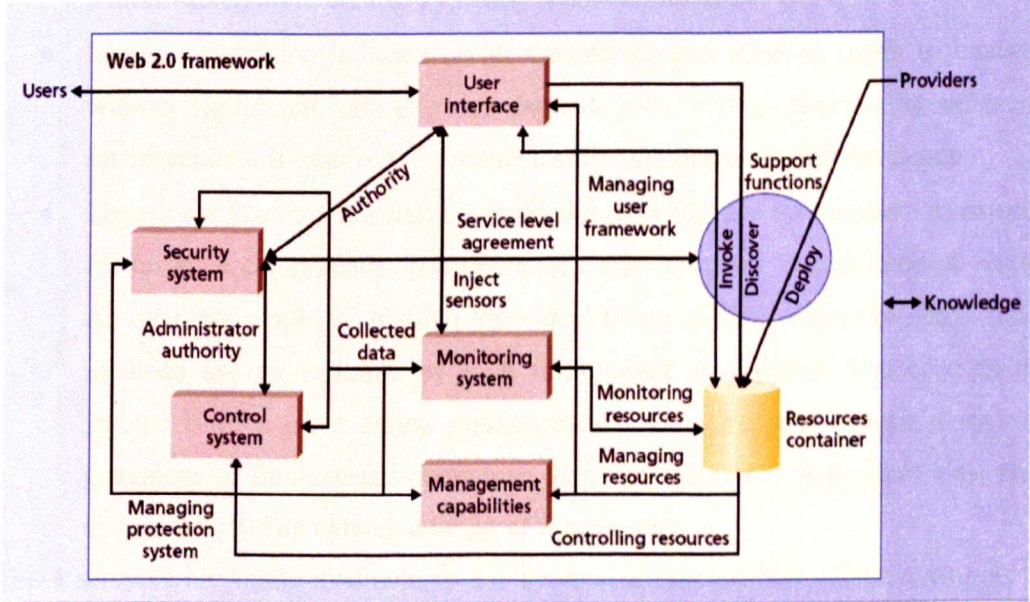 Web 2.0 framework
Users
User
interface
Providers
Authority
Support
functions
Managing
user
framework
Service level
agreement
Security
system
Invoke
Discover
Deploy
Inject
sensors
Knowledge
Administrator
authority
Collected
data
Monitoring
system
Monitoring
resources
Control
system
Resources
container
Managing
resources
Management
capabilities
Managing
protection
system
Controlling resources